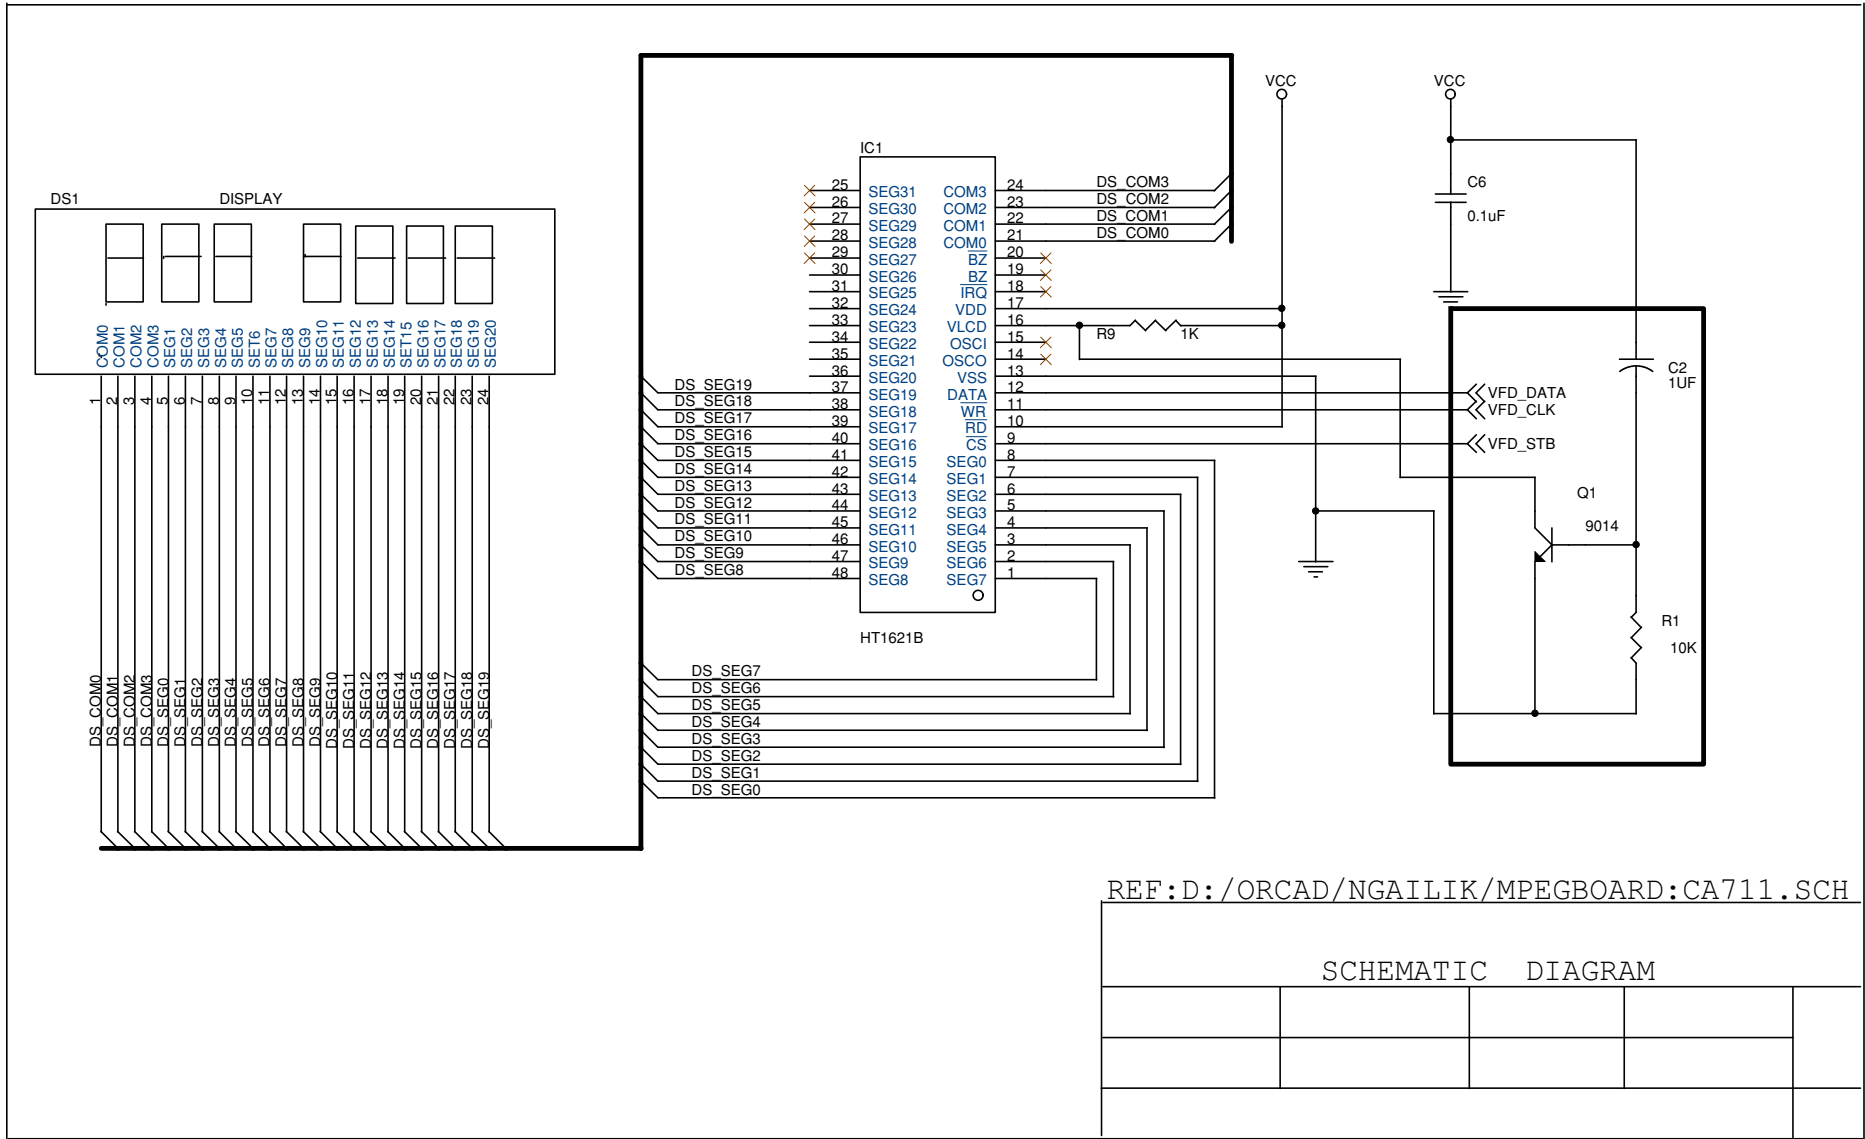 VCC
VCC
IC1
DS1
DISPLAY
COM0
COM1
COM2
COM3
SEG1
SEG2
SEG3
SEG4
SEG5
SET6
SEG7
SEG8
SEG9
SEG10
SEG11
SEG12
SEG13
SEG14
SET15
SEG16
SEG17
SEG18
SEG19
SEG20
1
2
3
4
5
6
7
8
9
10
11
12
13
14
15
16
17
18
19
20
21
22
23
24
DS_COM0
DS_COM1
DS_COM2
DS_COM3
DS_SEG0
DS_SEG1
DS_SEG2
DS_SEG3
DS_SEG4
DS_SEG5
DS_SEG6
DS_SEG7
DS_SEG8
DS_SEG9
DS_SEG10
DS_SEG11
DS_SEG12
DS_SEG13
DS_SEG14
DS_SEG15
DS_SEG16
DS_SEG17
DS_SEG18
DS_SEG19
25 SEG31 COM3 24 DS_COM3
26 SEG30 COM2 23 DS_COM2
27 SEG29 COM1 22 DS_COM1
28 SEG28 COM0 21 DS_COM0
29 SEG27 BZ 20
30 SEG26 BZ 19
31 SEG25 IRQ 18
32 SEG24 VDD 17
33 SEG23 VLCD 16 R9 1K
34 SEG22 OSCI 15
35 SEG21 OSCO 14
36 SEG20 VSS 13
DS_SEG19 37 SEG19 DATA 12 VFD_DATA
DS_SEG18 38 SEG18 WR 11 VFD_CLK
DS_SEG17 39 SEG17 RD 10
DS_SEG16 40 SEG16 CS 9 VFD_STB
DS_SEG15 41 SEG15 SEG0 8
DS_SEG14 42 SEG14 SEG1 7
DS_SEG13 43 SEG13 SEG2 6
DS_SEG12 44 SEG12 SEG3 5
DS_SEG11 45 SEG11 SEG4 4
DS_SEG10 46 SEG10 SEG5 3
DS_SEG9 47 SEG9 SEG6 2
DS_SEG8 48 SEG8 SEG7 1
HT1621B
DS_SEG7
DS_SEG6
DS_SEG5
DS_SEG4
DS_SEG3
DS_SEG2
DS_SEG1
DS_SEG0
C6
0.1uF
C2
1UF
Q1
9014
R1
10K
REF:D:/ORCAD/NGAILIK/MPEGBOARD:CA711.SCH
SCHEMATIC DIAGRAM